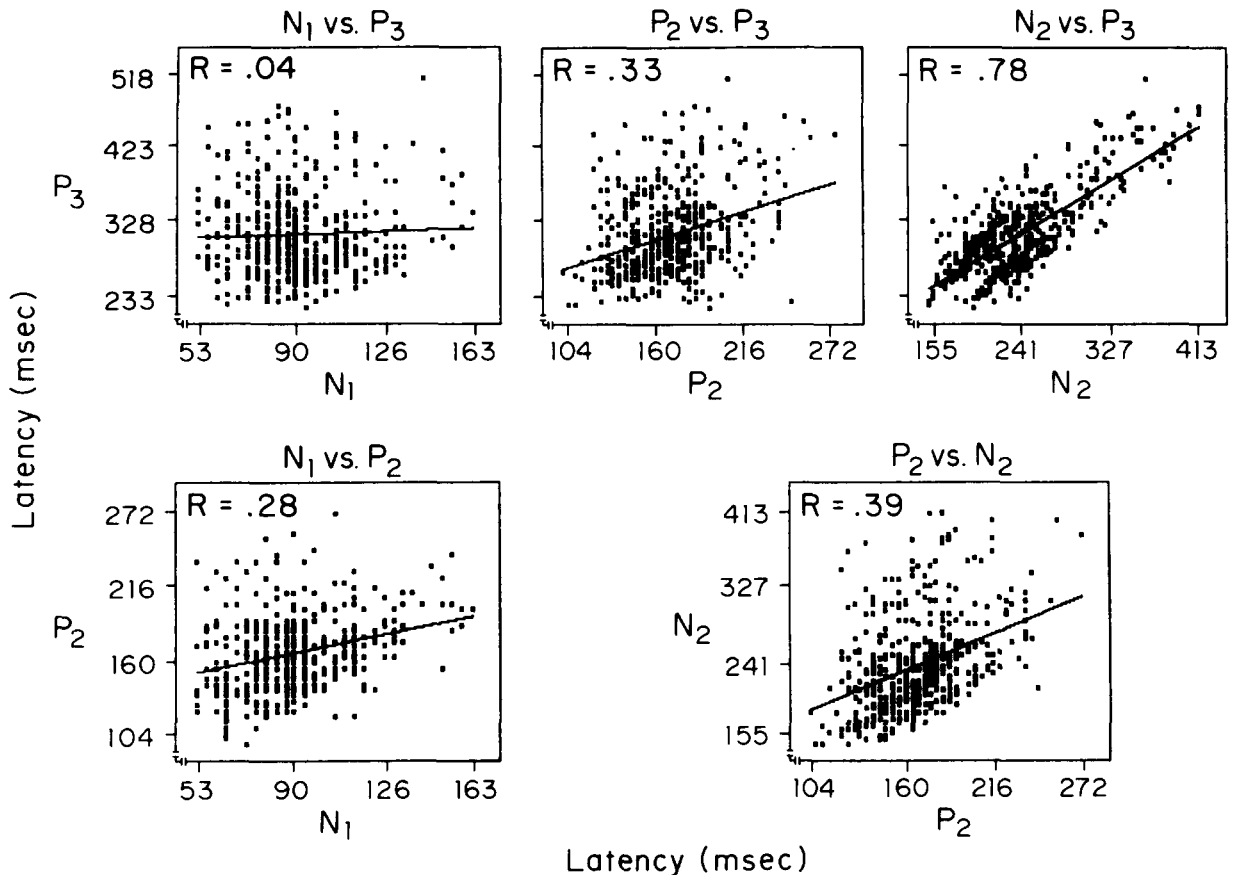 N₁ vs. P₃
P₂ vs. P₃
N₂ vs. P₃
R = .04
R = .33
R = .78
518
423
328
233
P₃
53 90 126 163
N₁
104 160 216 272
P₂
155 241 327 413
N₂
Latency (msec)
N₁ vs. P₂
P₂ vs. N₂
R = .28
R = .39
272
216
160
104
P₂
53 90 126 163
N₁
413
327
241
155
N₂
104 160 216 272
P₂
Latency (msec)